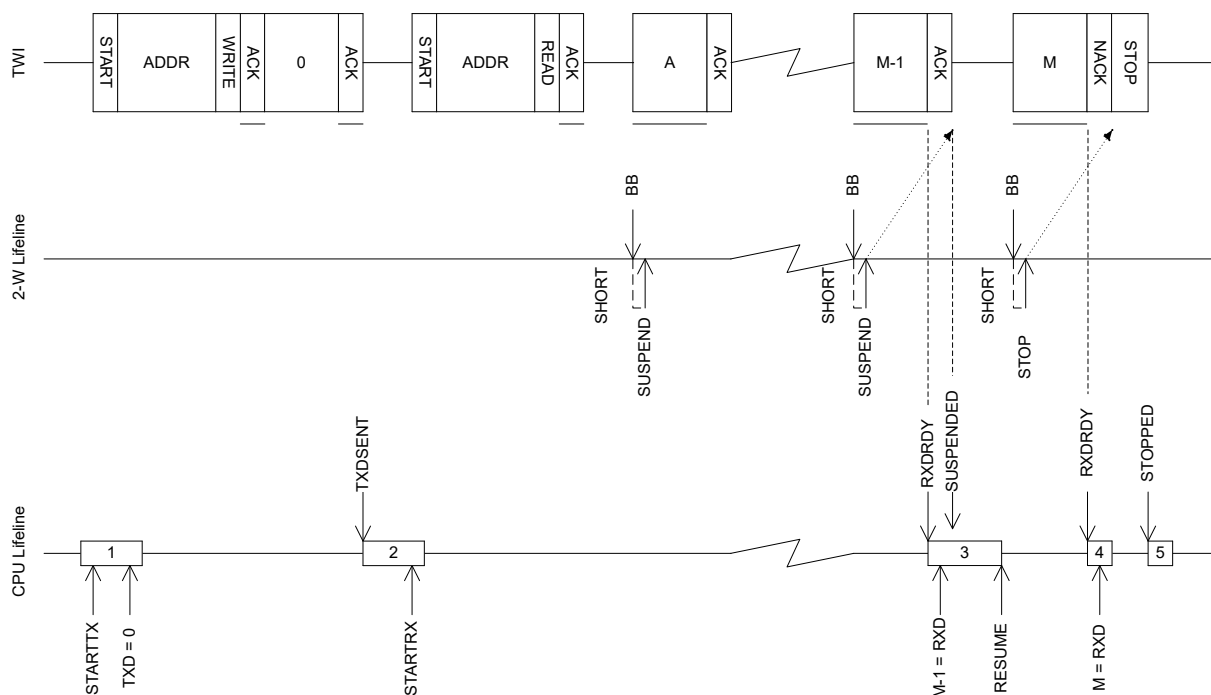 TWI
START
ADDR
WRITE
ACK
0
ACK
START
ADDR
READ
ACK
A
ACK
M-1
ACK
M
NACK
STOP
2-W Lifeline
BB
SHORT
SUSPEND
BB
SHORT
SUSPEND
BB
SHORT
STOP
CPU Lifeline
TXDSENT
RXDRDY
SUSPENDED
RXDRDY
STOPPED
1
2
3
4
5
STARTTX
TXD = 0
STARTRX
M-1 = RXD
RESUME
M = RXD